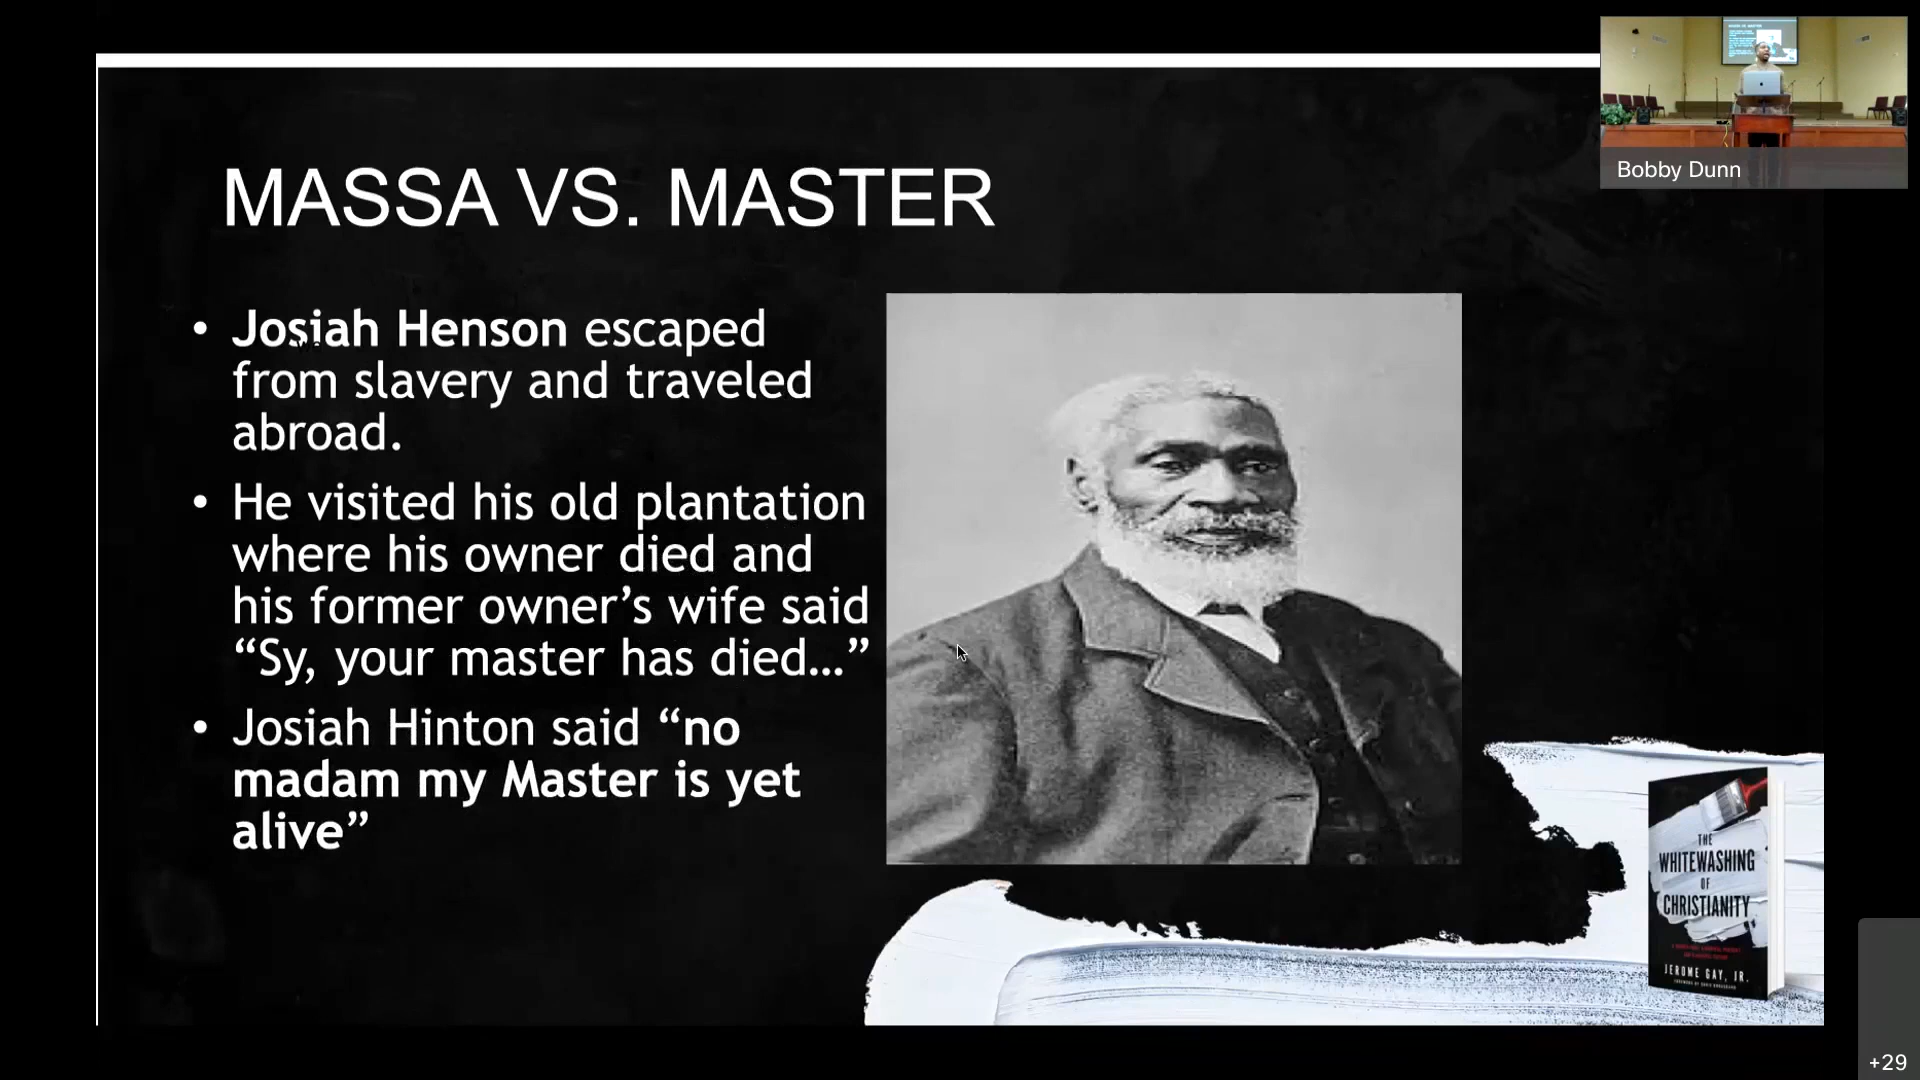 MASSA VS. MASTER
• Josiah Henson escaped
from slavery and traveled
abroad.
• He visited his old plantation
where his owner died and
his former owner’s wife said
“Sy, your master has died...”
• Josiah Hinton said “no
madam my Master is yet
alive”
Bobby Dunn
THE
WHITEWASHING
OF
CHRISTIANITY
JEROME GAY, JR.
+29